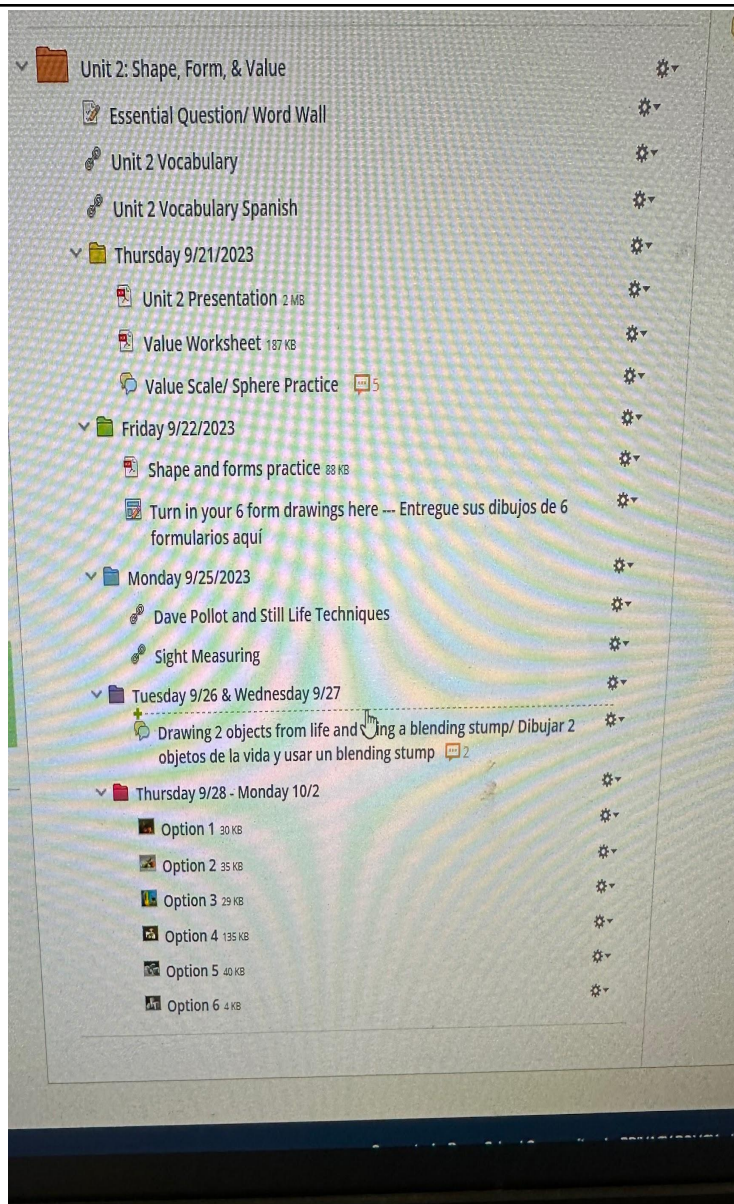 Unit 2: Shape, Form, & Value
Essential Question/ Word Wall
Unit 2 Vocabulary
Unit 2 Vocabulary Spanish
Thursday 9/21/2023
Unit 2 Presentation 2 MB
Value Worksheet 187 KB
Value Scale/ Sphere Practice 5
Friday 9/22/2023
Shape and forms practice 88 KB
Turn in your 6 form drawings here --- Entregue sus dibujos de 6
formularios aquí
Monday 9/25/2023
Dave Pollot and Still Life Techniques
Sight Measuring
Tuesday 9/26 & Wednesday 9/27
Drawing 2 objects from life and ing a blending stump/ Dibujar 2
objetos de la vida y usar un blending stump 2
Thursday 9/28 - Monday 10/2
Option 1 30 KB
Option 2 35 KB
Option 3 29 KB
Option 4 135 KB
Option 5 40 KB
Option 6 4 KB